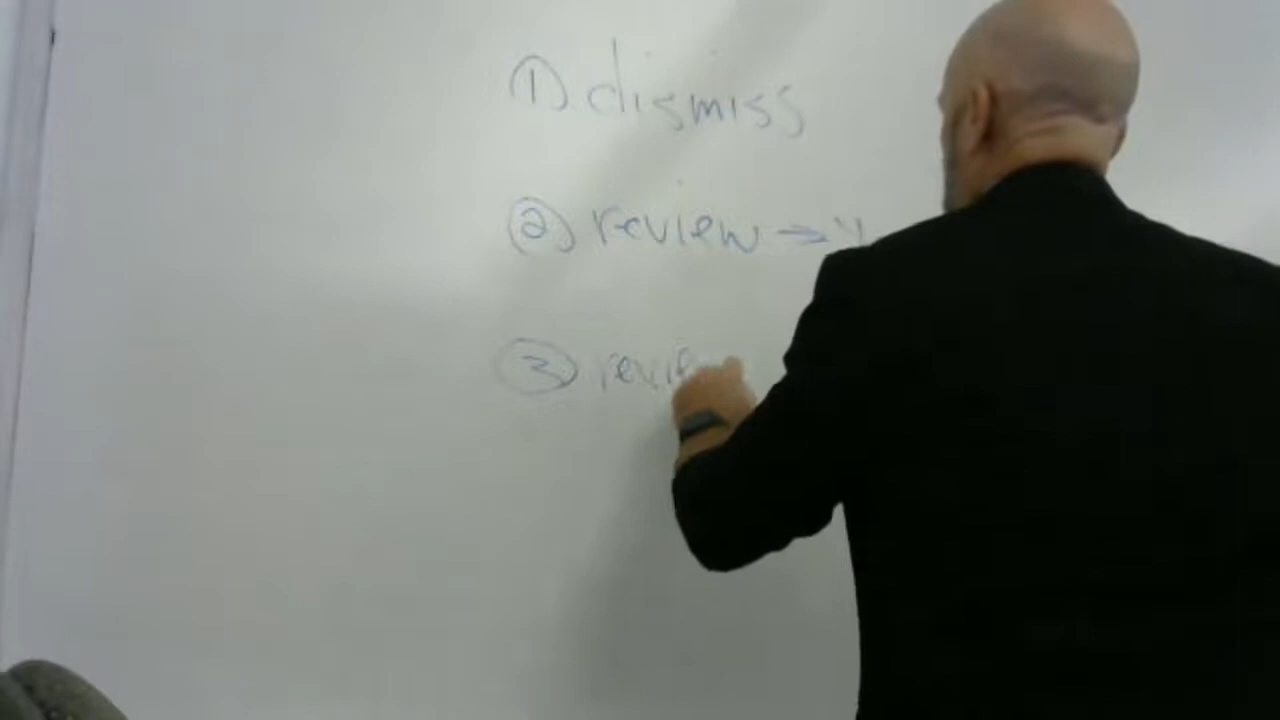 ① dismiss
② review →
③